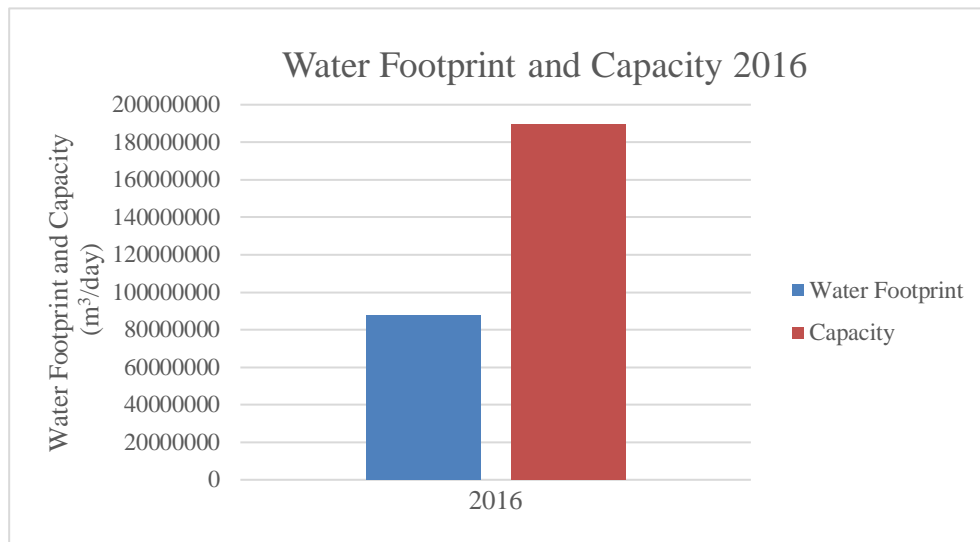 Water Footprint and Capacity 2016
Water Footprint and Capacity
(m³/day)
200000000
180000000
160000000
140000000
120000000
100000000
80000000
60000000
40000000
20000000
0
2016
Water Footprint
Capacity